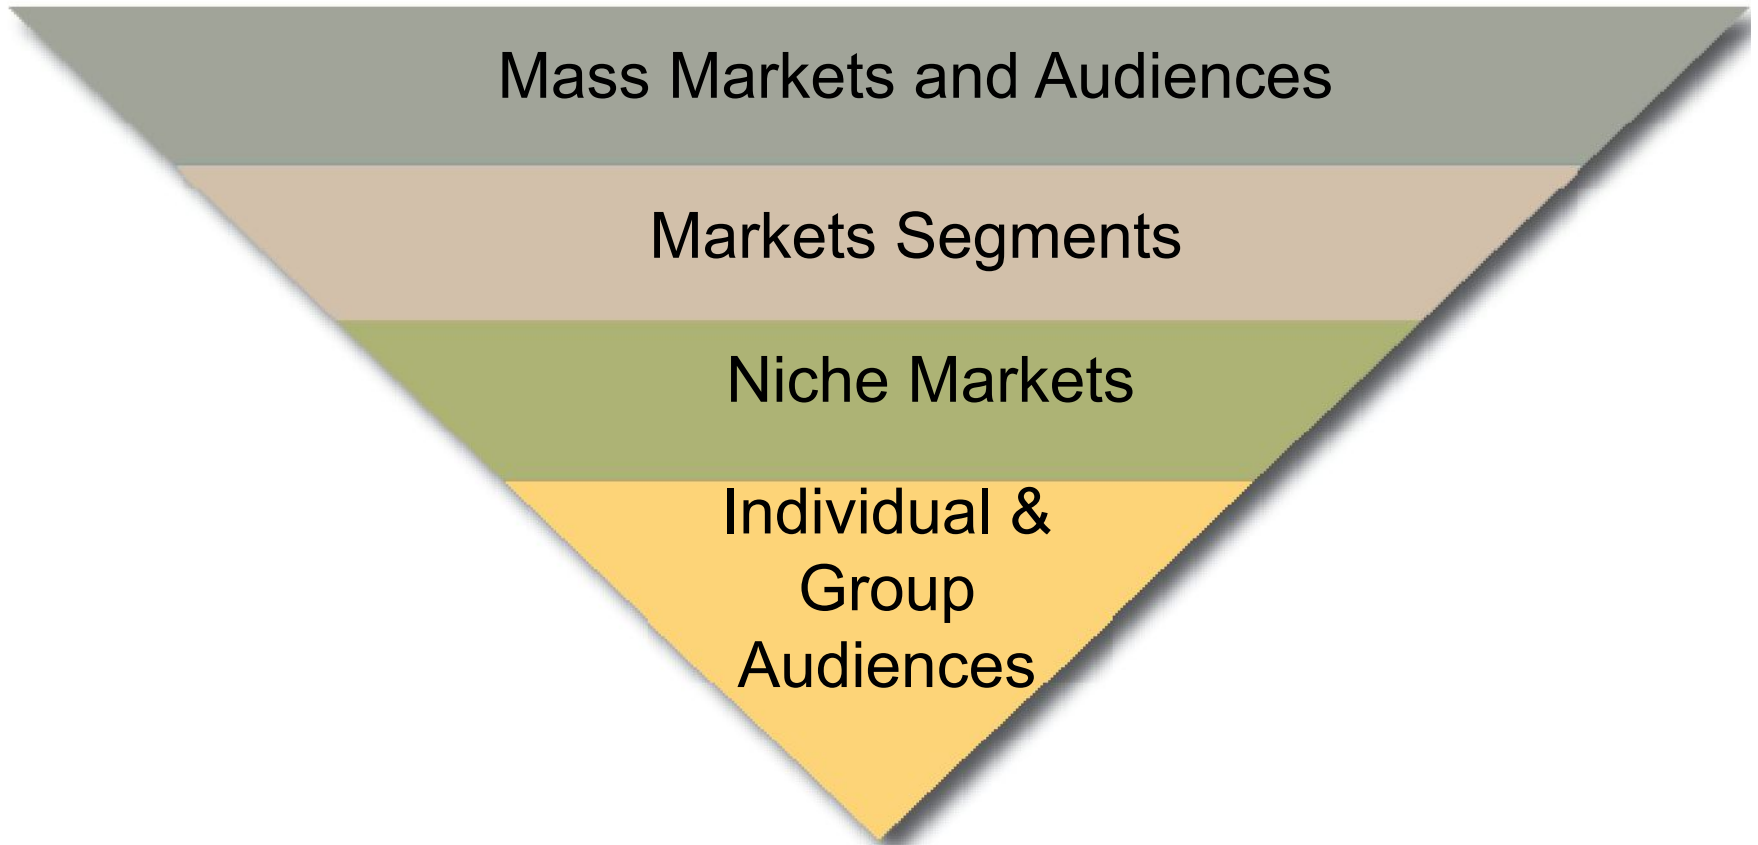 Mass Markets and Audiences
Markets Segments
Niche Markets
Individual &
Group
Audiences